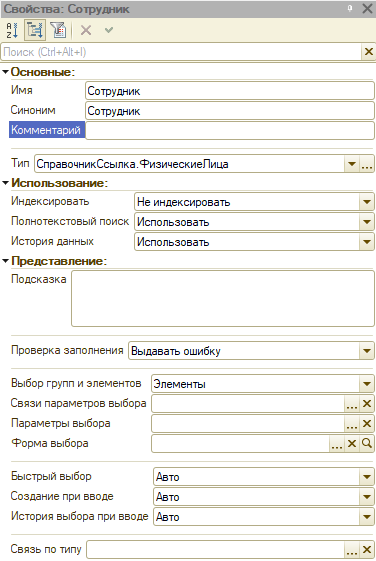 Свойства: Сотрудник
Поиск (Ctrl+Alt+I)
Основные:
Имя Сотрудник
Синоним Сотрудник
Комментарий
Тип СправочникСсылка.ФизическиеЛица ...
Использование:
Индексировать Не индексировать
Полнотекстовый поиск Использовать
История данных Использовать
Представление:
Подсказка
Проверка заполнения Выдавать ошибку
Выбор групп и элементов Элементы
Связи параметров выбора ...
Параметры выбора ...
Форма выбора ...
Быстрый выбор Авто
Создание при вводе Авто
История выбора при вводе Авто
Связь по типу ...